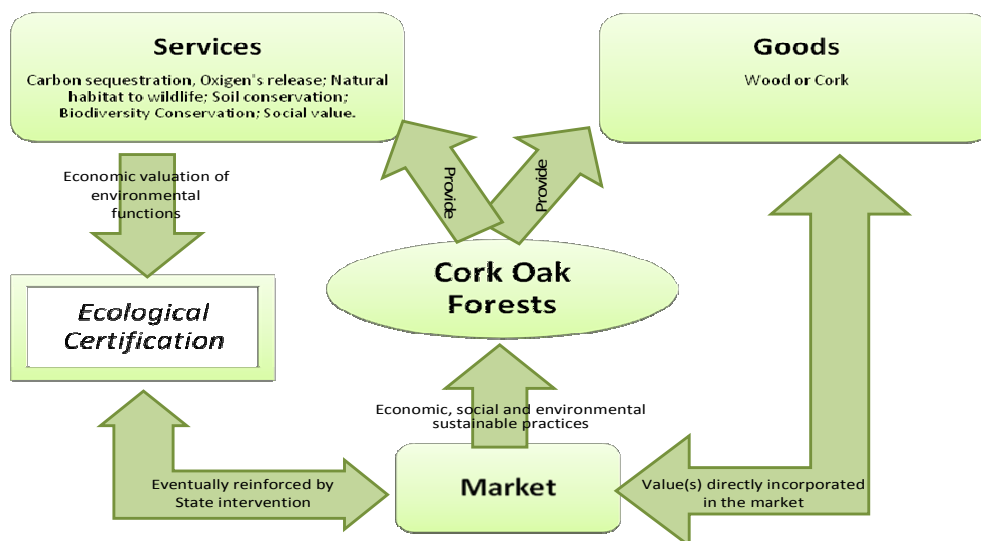 Services
Carbon sequestration, Oxigen's release; Natural
habitat to wildlife; Soil conservation;
Biodiversity Conservation; Social value.
Goods
Wood or Cork
Economic valuation of
environmental
functions
Provide
Provide
Cork Oak
Forests
Ecological
Certification
Economic, social and environmental
sustainable practices
Eventually reinforced by
State intervention
Market
Value(s) directly incorporated
in the market